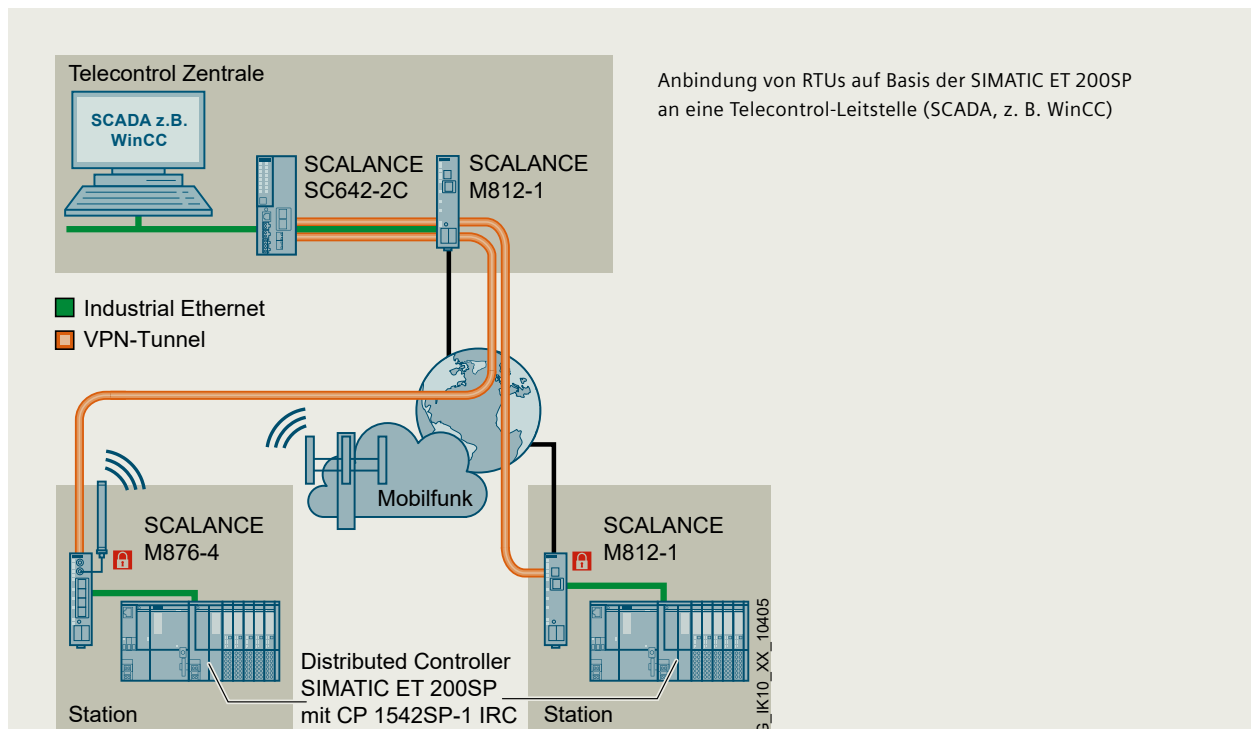 Telecontrol Zentrale
SCADA z.B.
WinCC
SCALANCE
SC642-2C
SCALANCE
M812-1
Anbindung von RTUs auf Basis der SIMATIC ET 200SP
an eine Telecontrol-Leitstelle (SCADA, z. B. WinCC)
Industrial Ethernet
VPN-Tunnel
Mobilfunk
SCALANCE
M876-4
SCALANCE
M812-1
Distributed Controller
SIMATIC ET 200SP
mit CP 1542SP-1 IRC
Station
Station
G_IK10_XX_10405